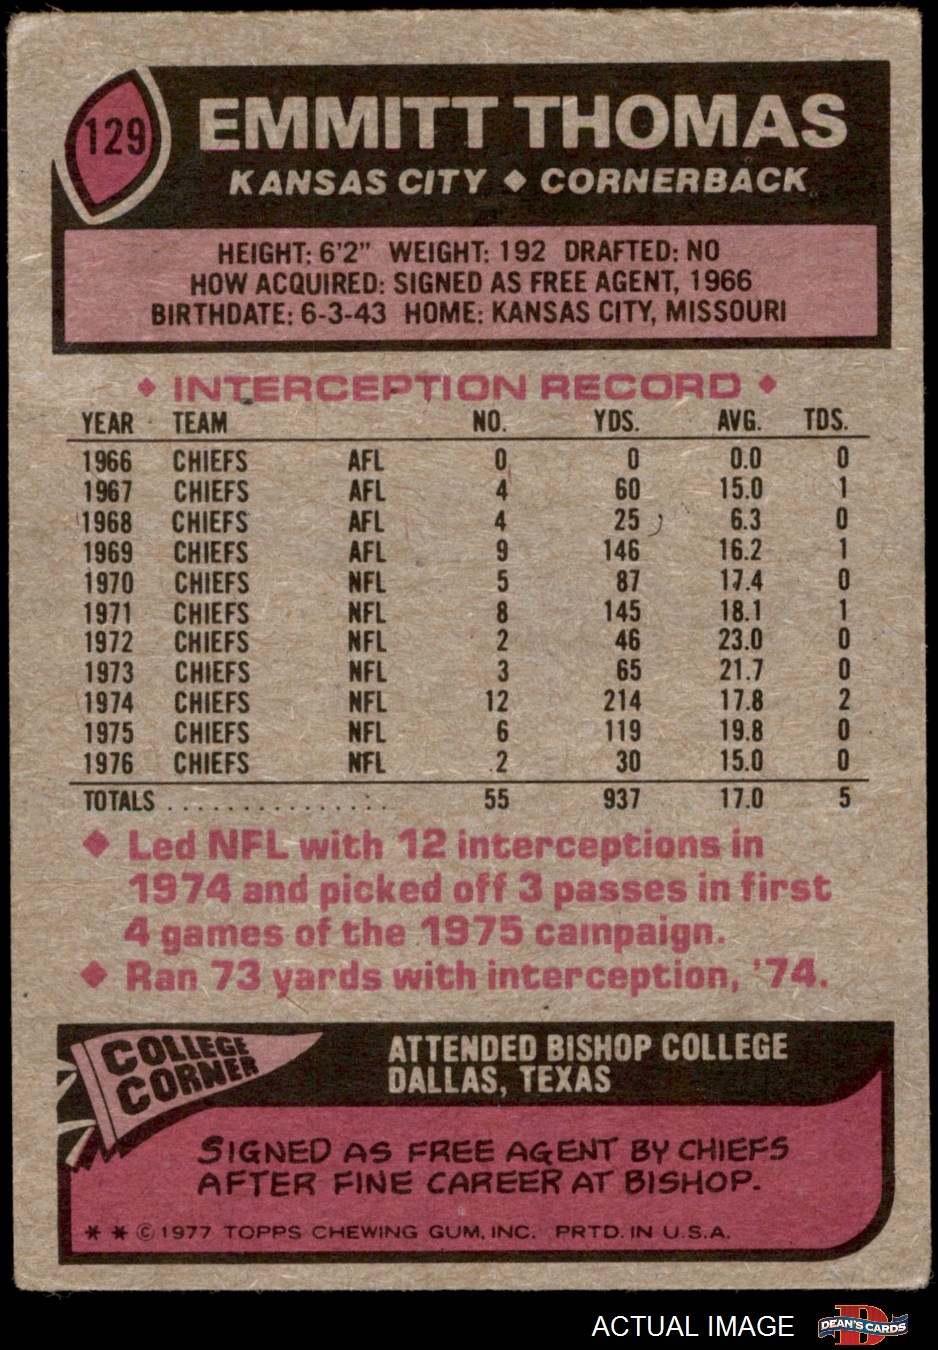 129
EMMITT THOMAS
KANSAS CITY ◆ CORNERBACK
HEIGHT: 6'2" WEIGHT: 192 DRAFTED: NO
HOW ACQUIRED: SIGNED AS FREE AGENT, 1966
BIRTHDATE: 6-3-43 HOME: KANSAS CITY, MISSOURI
◆ INTERCEPTION RECORD ◆
YEAR TEAM NO. YDS. AVG. TDS.
1966 CHIEFS AFL 0 0 0.0 0
1967 CHIEFS AFL 4 60 15.0 1
1968 CHIEFS AFL 4 25 6.3 0
1969 CHIEFS AFL 9 146 16.2 1
1970 CHIEFS NFL 5 87 17.4 0
1971 CHIEFS NFL 8 145 18.1 1
1972 CHIEFS NFL 2 46 23.0 0
1973 CHIEFS NFL 3 65 21.7 0
1974 CHIEFS NFL 12 214 17.8 2
1975 CHIEFS NFL 6 119 19.8 0
1976 CHIEFS NFL 2 30 15.0 0
TOTALS ................ 55 937 17.0 5
◆ Led NFL with 12 interceptions in
1974 and picked off 3 passes in first
4 games of the 1975 campaign.
◆ Ran 73 yards with interception, '74.
COLLEGE
CORNER
ATTENDED BISHOP COLLEGE
DALLAS, TEXAS
SIGNED AS FREE AGENT BY CHIEFS
AFTER FINE CAREER AT BISHOP.
* * © 1977 TOPPS CHEWING GUM, INC. PRTD. IN U.S.A.
ACTUAL IMAGE
D
DEAN'S CARDS